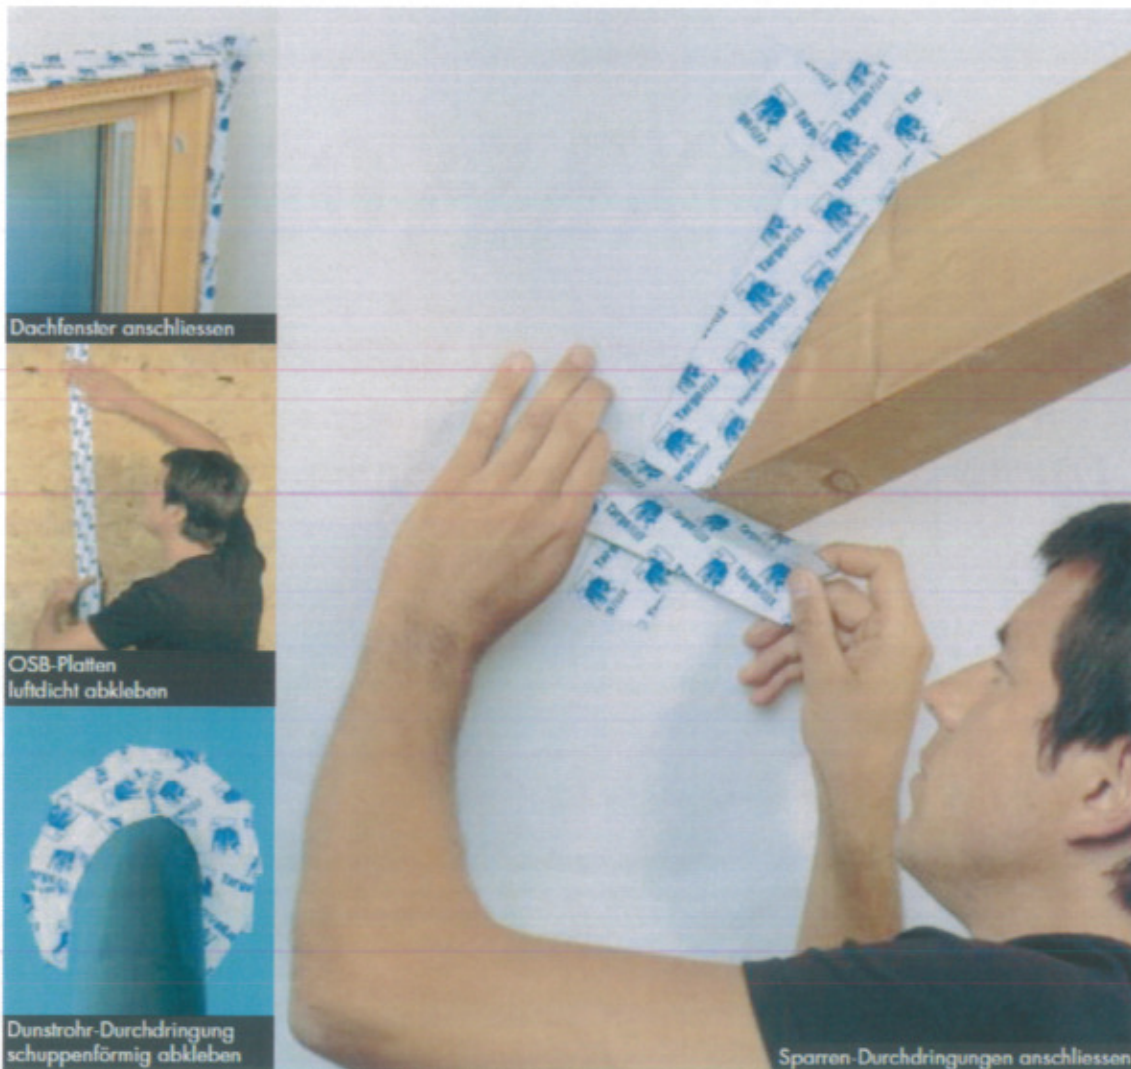 Dachfenster anschliessen
OSB-Platten
luftdicht abkleben
Dunstrohr-Durchdringung
schuppenförmig abkleben
Sparren-Durchdringungen anschliessen